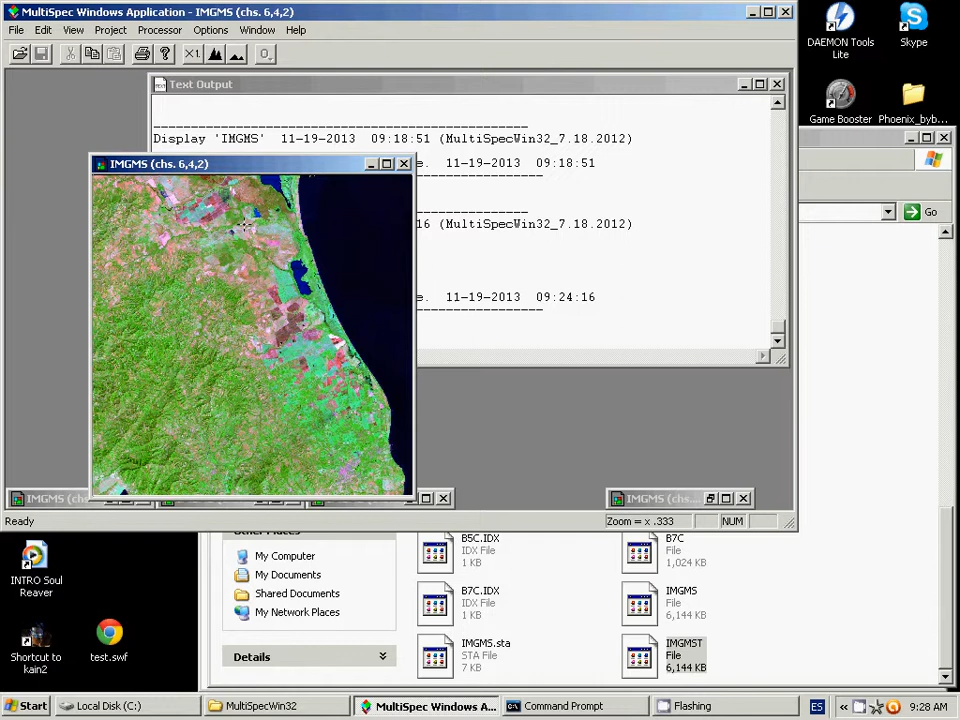 MultiSpec Windows Application - IMGMS (chs. 6,4,2)
File Edit View Project Processor Options Window Help
×1
Text Output
Display 'IMGMS' 11-19-2013 09:18:51 (MultiSpecWin32_7.18.2012)
e. 11-19-2013 09:18:51
16 (MultiSpecWin32_7.18.2012)
e. 11-19-2013 09:24:16
IMGMS (chs. 6,4,2)
IMGMS (ch
IMGMS (chs....
Ready
Zoom = x .333
NUM
DAEMON Tools
Lite
Skype
Game Booster
Phoenix_byb...
Go
My Computer
My Documents
Shared Documents
My Network Places
Details
B5C.IDX
IDX File
1 KB
B7C
File
1,024 KB
B7C.IDX
IDX File
1 KB
IMGMS
File
6,144 KB
IMGMS.sta
STA File
7 KB
IMGMST
File
6,144 KB
INTRO Soul
Reaver
Shortcut to
kain2
test.swf
Start
Local Disk (C:)
MultiSpecWin32
MultiSpec Windows A...
Command Prompt
Flashing
ES
9:28 AM